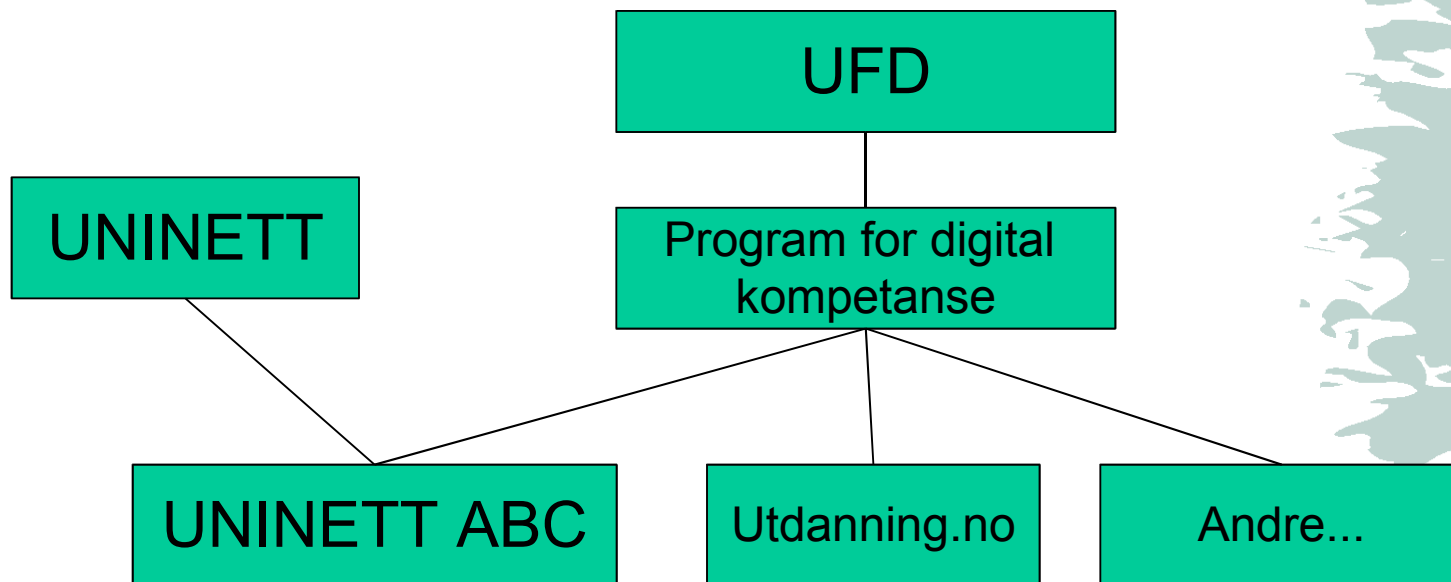 UFD
UNINETT
Program for digital
kompetanse
UNINETT ABC
Utdanning.no
Andre...